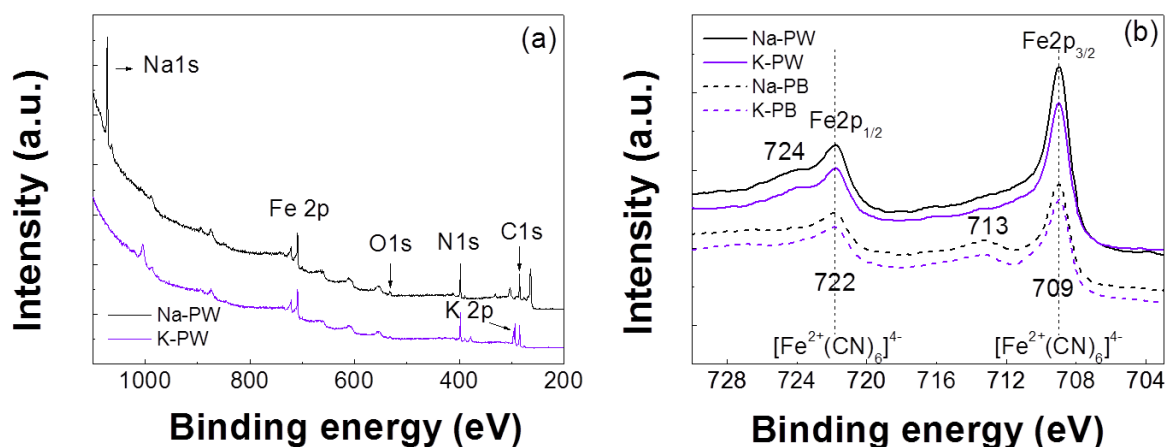 (a)
Na1s
Fe 2p
O1s
N1s
C1s
K 2p
Na-PW
K-PW
1000 800 600 400 200
Binding energy (eV)
Intensity (a.u.)
(b)
Na-PW
K-PW
Na-PB
K-PB
Fe2p3/2
Fe2p1/2
724
713
722
709
[Fe²⁺(CN)₆]⁴⁻ [Fe²⁺(CN)₆]⁴⁻
728 724 720 716 712 708 704
Binding energy (eV)
Intensity (a.u.)